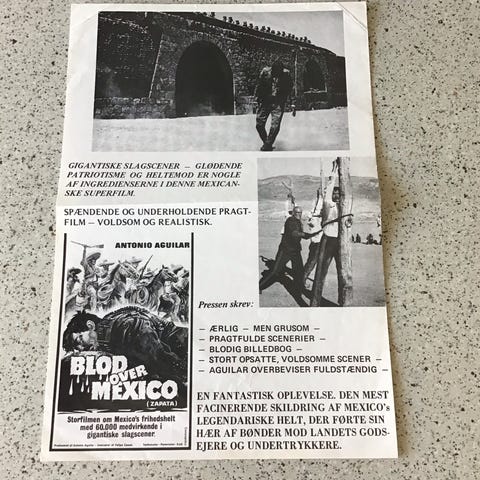 GIGANTISKE SLAGSCENER — GLØDENDE
PATRIOTISME OG HELTEMOD ER NOGLE
AF INGREDIENSERNE I DENNE MEXICAN-
SKE SUPERFILM.
SPÆNDENDE OG UNDERHOLDENDE PRAGT-
FILM — VOLDSOM OG REALISTISK.
ANTONIO AGUILAR
BLOD
OVER
MEXICO
(ZAPATA)
Storfilmen om Mexico's frihedshelt
med 60.000 medvirkende i
gigantiske slagscener.
Pressen skrev:
— ÆRLIG — MEN GRUSOM —
— PRAGTFULDE SCENERIER —
— BLODIG BILLEDBOG —
— STORT OPSATTE, VOLDSOMME SCENER —
— AGUILAR OVERBEVISER FULDSTÆNDIG —
EN FANTASTISK OPLEVELSE. DEN MEST
FACINERENDE SKILDRING AF MEXICO's
LEGENDARISKE HELT, DER FØRTE SIN
HÆR AF BØNDER MOD LANDETS GODS-
EJERE OG UNDERTRYKKERE.